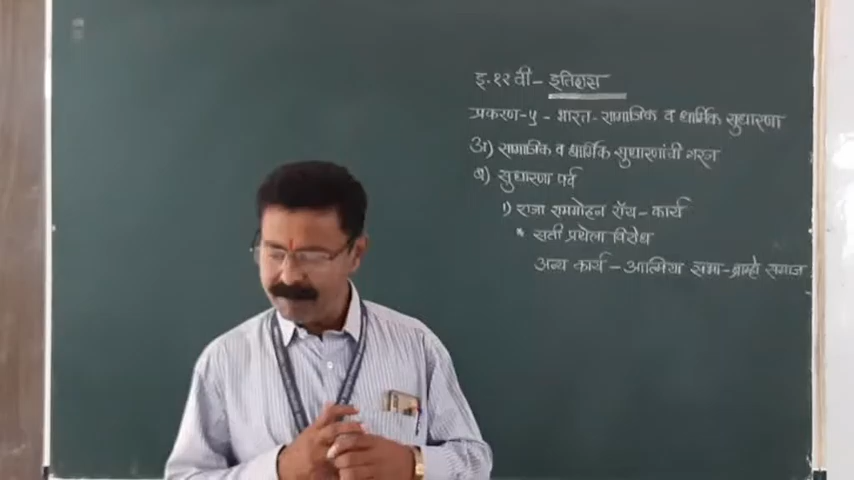 इ. १२ वी - इतिहास
प्रकरण-५ - भारत- सामाजिक व धार्मिक सुधारणा
अ) सामाजिक व धार्मिक सुधारणांची गरज
ब) सुधारणा पर्व
१) राजा राममोहन रॉय - कार्य
* सती प्रथेला विरोध
अन्य कार्य - आत्मिया सभा - ब्राम्हो समाज